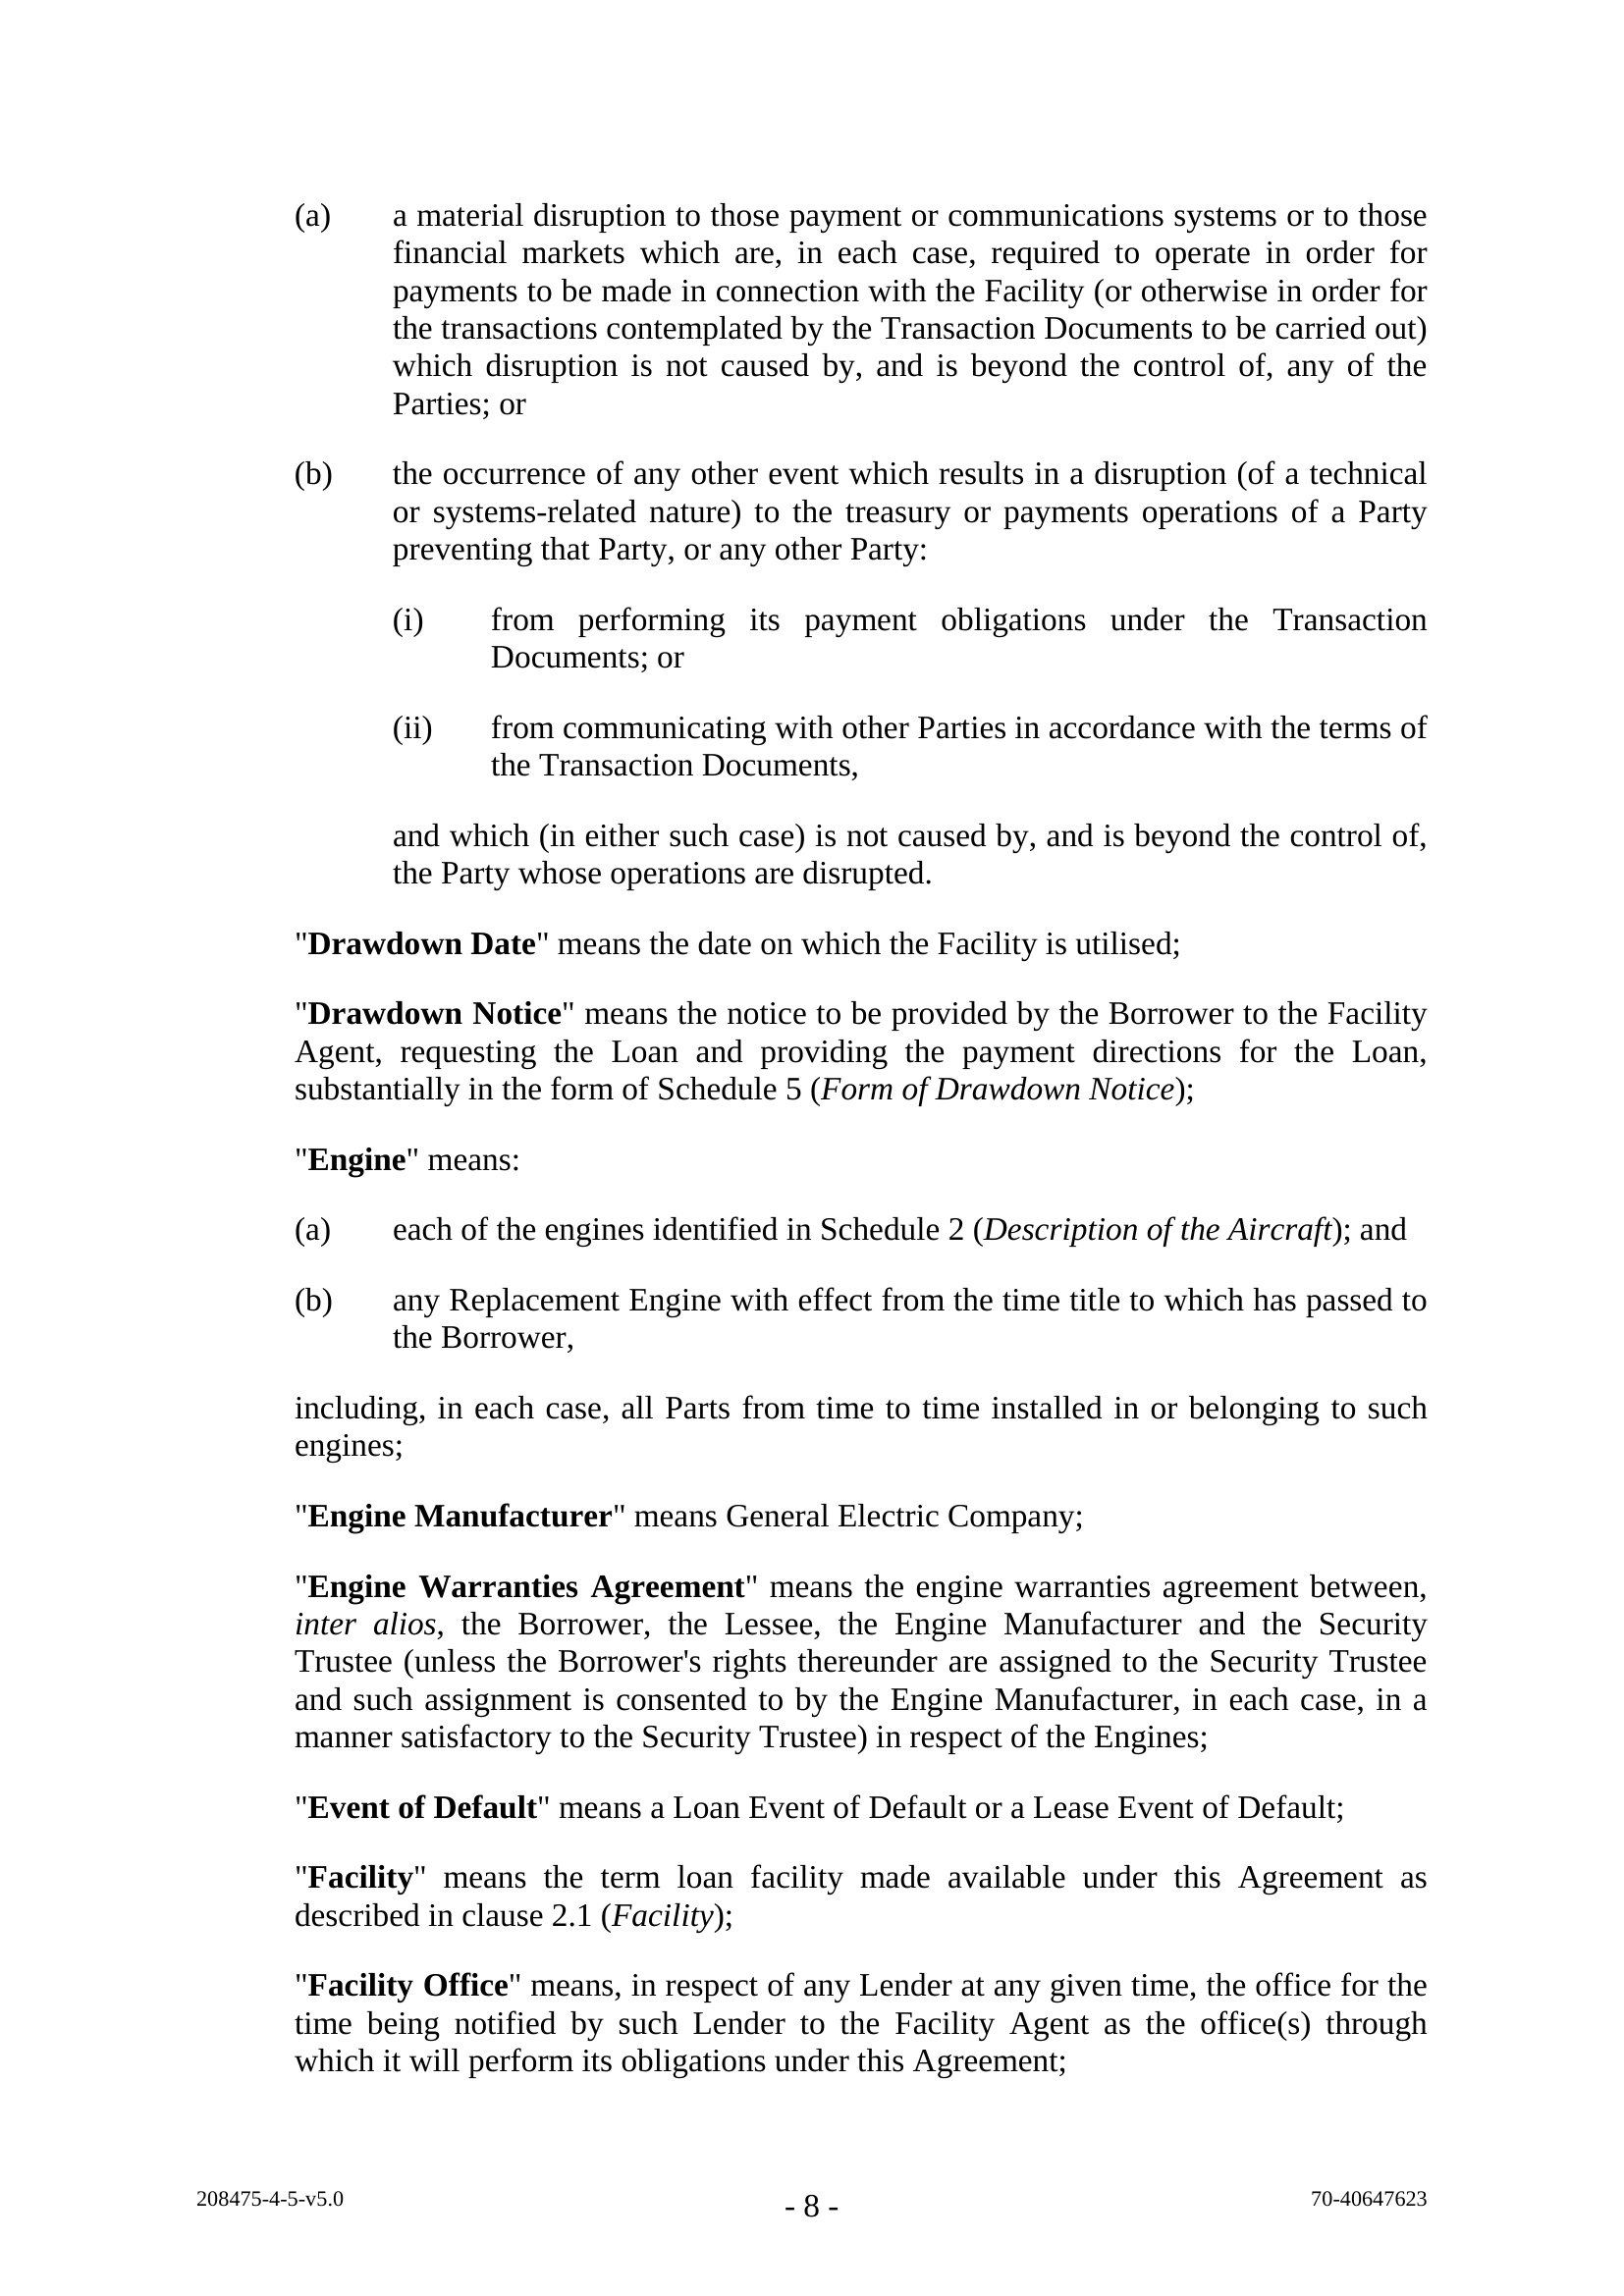 (a) a material disruption to those payment or communications systems or to those
financial markets which are, in each case, required to operate in order for
payments to be made in connection with the Facility (or otherwise in order for
the transactions contemplated by the Transaction Documents to be carried out)
which disruption is not caused by, and is beyond the control of, any of the
Parties; or
(b) the occurrence of any other event which results in a disruption (of a technical
or systems-related nature) to the treasury or payments operations of a Party
preventing that Party, or any other Party:
(i) from performing its payment obligations under the Transaction
Documents; or
(ii) from communicating with other Parties in accordance with the terms of
the Transaction Documents,
and which (in either such case) is not caused by, and is beyond the control of,
the Party whose operations are disrupted.
"Drawdown Date" means the date on which the Facility is utilised;
"Drawdown Notice" means the notice to be provided by the Borrower to the Facility
Agent, requesting the Loan and providing the payment directions for the Loan,
substantially in the form of Schedule 5 (Form of Drawdown Notice);
"Engine" means:
(a) each of the engines identified in Schedule 2 (Description of the Aircraft); and
(b) any Replacement Engine with effect from the time title to which has passed to
the Borrower,
including, in each case, all Parts from time to time installed in or belonging to such
engines;
"Engine Manufacturer" means General Electric Company;
"Engine Warranties Agreement" means the engine warranties agreement between,
inter alios, the Borrower, the Lessee, the Engine Manufacturer and the Security
Trustee (unless the Borrower's rights thereunder are assigned to the Security Trustee
and such assignment is consented to by the Engine Manufacturer, in each case, in a
manner satisfactory to the Security Trustee) in respect of the Engines;
"Event of Default" means a Loan Event of Default or a Lease Event of Default;
"Facility" means the term loan facility made available under this Agreement as
described in clause 2.1 (Facility);
"Facility Office" means, in respect of any Lender at any given time, the office for the
time being notified by such Lender to the Facility Agent as the office(s) through
which it will perform its obligations under this Agreement;
208475-4-5-v5.0 - 8 - 70-40647623